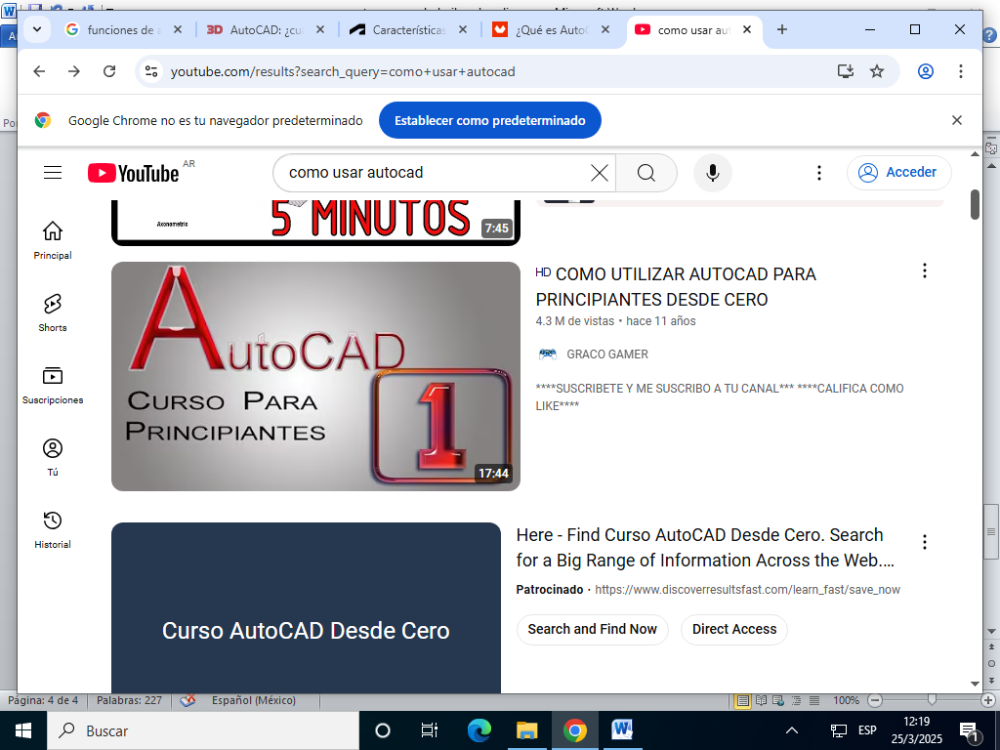 funciones de a
3D AutoCAD: ¿cu
Características
¿Qué es Auto
como usar aut
youtube.com/results?search_query=como+usar+autocad
Google Chrome no es tu navegador predeterminado
Establecer como predeterminado
YouTube AR
como usar autocad
Acceder
Principal
Shorts
Suscripciones
Tú
Historial
Axonometric
5 MINUTOS
7:45
AutoCAD
Curso Para
Principiantes
1
17:44
HD COMO UTILIZAR AUTOCAD PARA
PRINCIPIANTES DESDE CERO
4.3 M de vistas • hace 11 años
GRACO GAMER
****SUSCRIBETE Y ME SUSCRIBO A TU CANAL*** ****CALIFICA COMO
LIKE****
Curso AutoCAD Desde Cero
Here - Find Curso AutoCAD Desde Cero. Search
for a Big Range of Information Across the Web....
Patrocinado · https://www.discoverresultsfast.com/learn_fast/save_now
Search and Find Now
Direct Access
Página: 4 de 4
Palabras: 227
Español (México)
100%
Buscar
ESP
12:19
25/3/2025
1